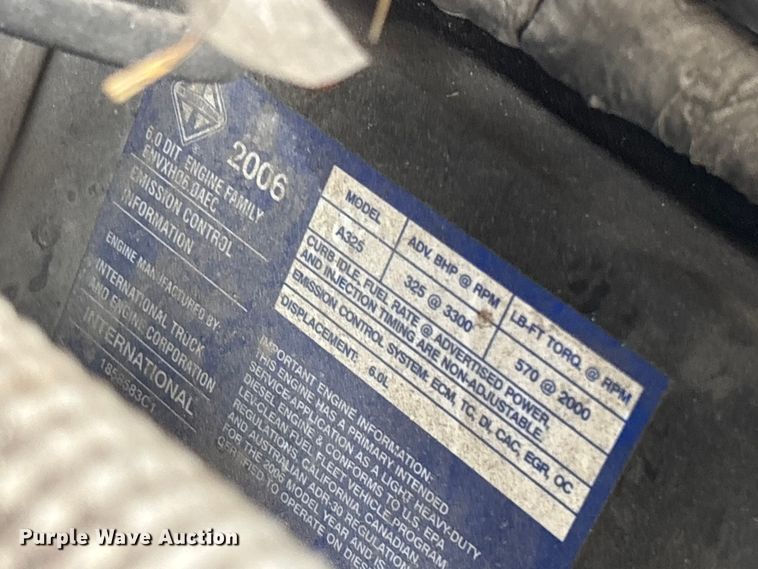 2006
6.0 DIT. ENGINE FAMILY
6NVXH06.0AEC
EMISSION CONTROL
INFORMATION
ENGINE MANUFACTURED BY:
INTERNATIONAL TRUCK
AND ENGINE CORPORATION
INTERNATIONAL
MODEL
ADV. BHP @ RPM
LB-FT TORQ. @ RPM
A325
325 @ 3300
570 @ 2000
CURB IDLE, FUEL RATE @ ADVERTISED POWER,
AND INJECTION TIMING ARE NON-ADJUSTABLE.
EMISSION CONTROL SYSTEM: ECM, TC, DI, CAC, EGR, OC
DISPLACEMENT: 6.0L
IMPORTANT ENGINE INFORMATION:
THIS ENGINE HAS A PRIMARY INTENDED
SERVICE APPLICATION AS A LIGHT HEAVY-DUTY
DIESEL ENGINE & CONFORMS TO U.S. EPA
LEV,CLEAN FUEL FLEET VEHICLE PROGRAM
REGULATIONS, CALIFORNIA, CANADIAN,
AND AUSTRALIAN ADR-30 REGULATIONS
OF THE 2006 MODEL YEAR AND IS
CERTIFIED TO OPERATE ON DIES
Purple Wave Auction